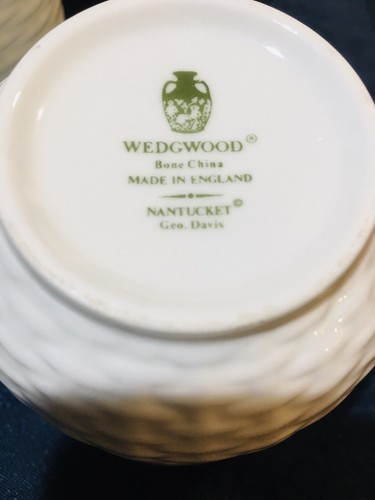 WEDGWOOD®
Bone China
MADE IN ENGLAND
NANTUCKET©
Geo. Davis